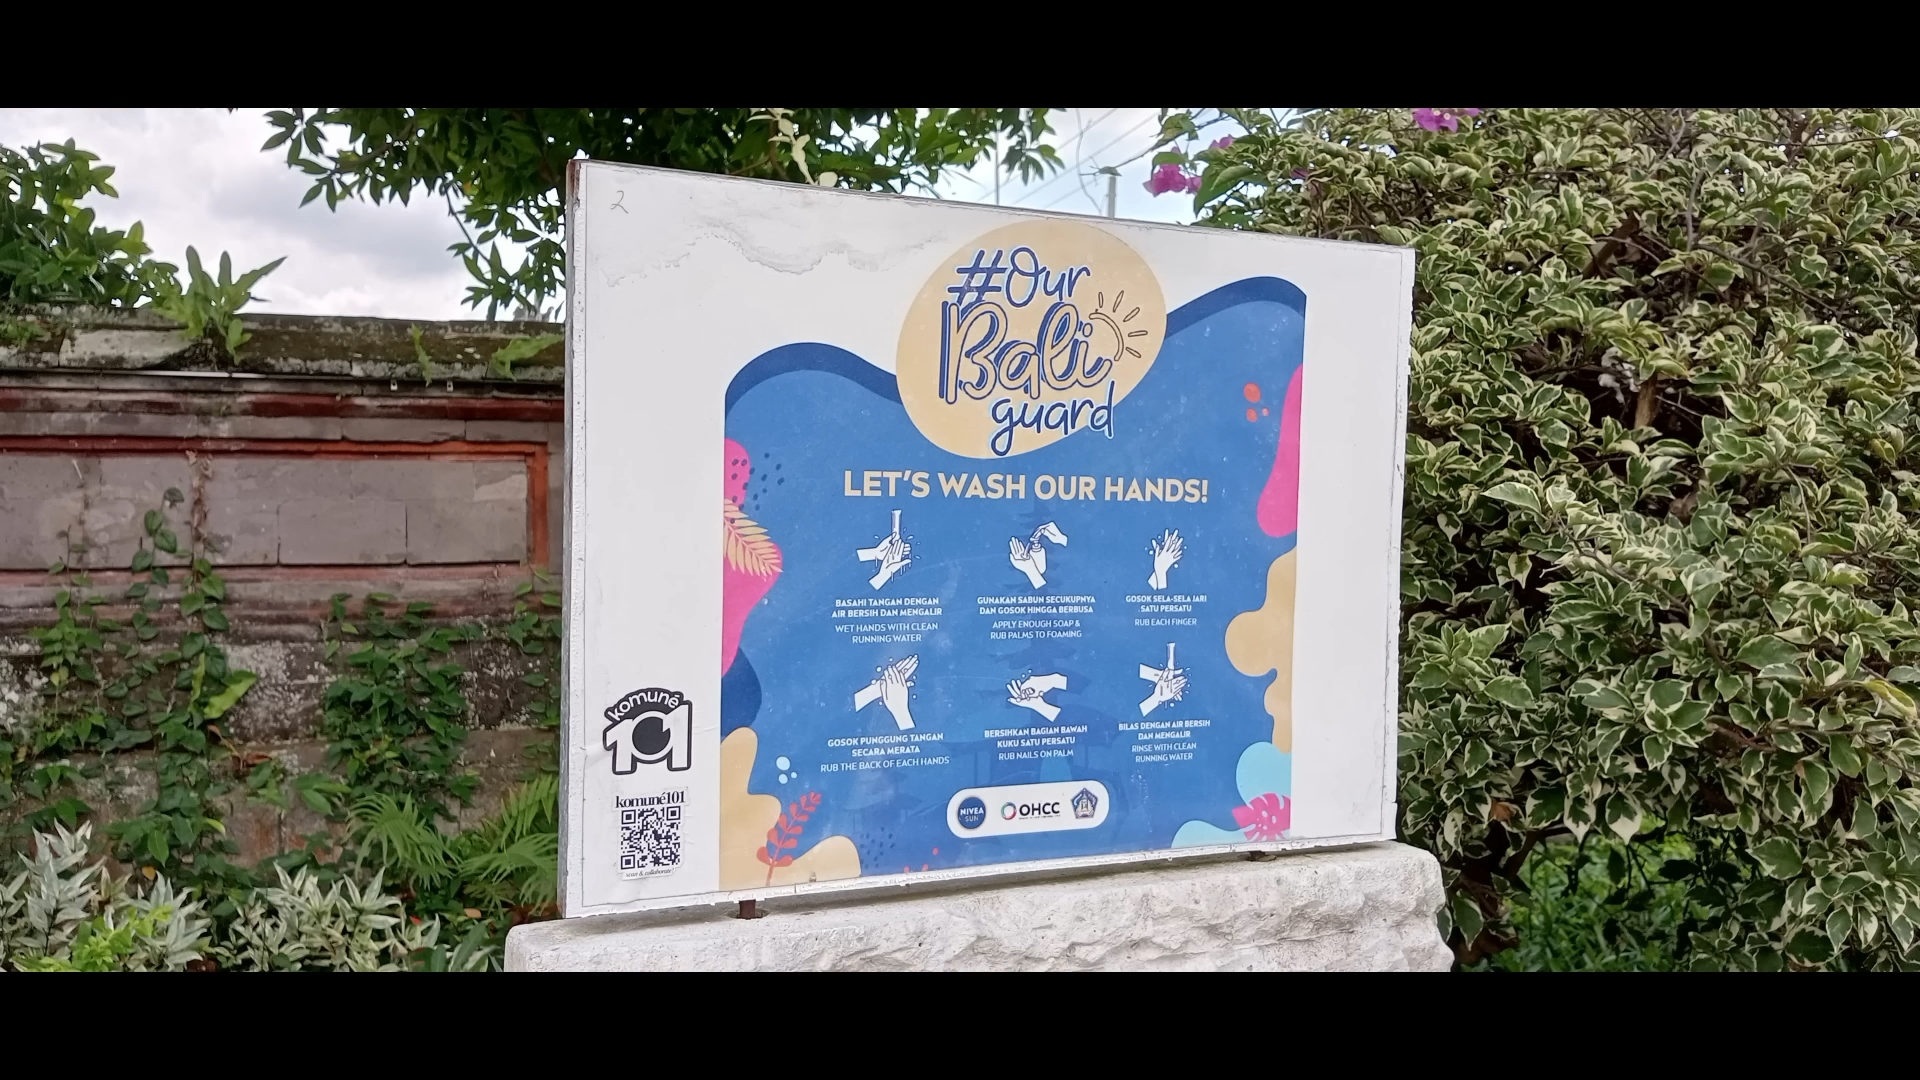 2
#Our
Bali
guard
LET'S WASH OUR HANDS!
BASAHI TANGAN DENGAN
AIR BERSIH DAN MENGALIR
WET HANDS WITH CLEAN
RUNNING WATER
GUNAKAN SABUN SECUKUPNYA
DAN GOSOK HINGGA BERBUSA
APPLY ENOUGH SOAP &
RUB PALMS TO FOAMING
GOSOK SELA-SELA JARI
SATU PERSATU
RUB EACH FINGER
GOSOK PUNGGUNG TANGAN
SECARA MERATA
RUB THE BACK OF EACH HANDS
BERSIHKAN BAGIAN BAWAH
KUKU SATU PERSATU
RUB NAILS ON PALM
BILAS DENGAN AIR BERSIH
DAN MENGALIR
RINSE WITH CLEAN
RUNNING WATER
NIVEA
SUN
OHCC
komuné
101
komuné101
scan & collaborate!